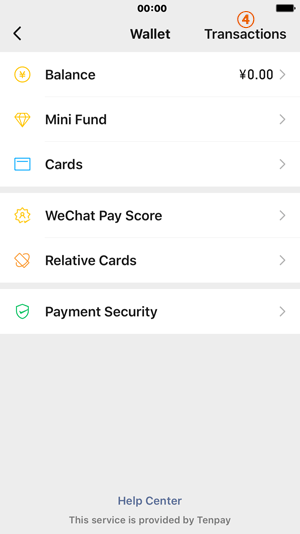 00:00
④
Wallet Transactions
Balance ¥0.00
Mini Fund
Cards
WeChat Pay Score
Relative Cards
Payment Security
Help Center
This service is provided by Tenpay